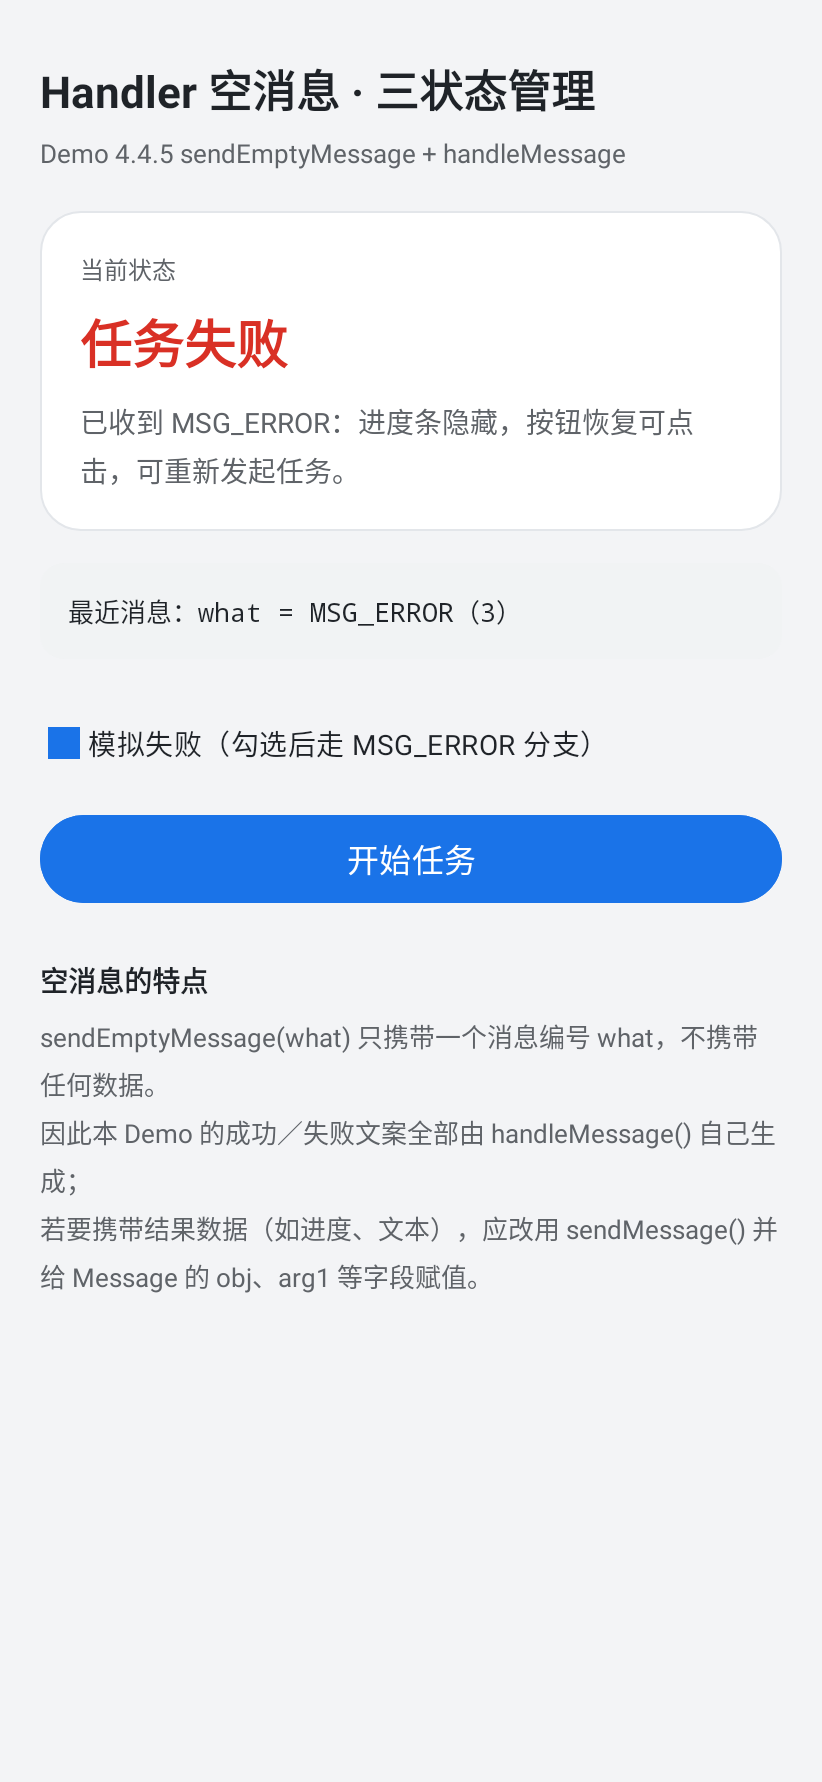 Handler 空消息 · 三状态管理
Demo 4.4.5 sendEmptyMessage + handleMessage
当前状态
任务失败
已收到 MSG_ERROR：进度条隐藏，按钮恢复可点
击，可重新发起任务。
最近消息：what = MSG_ERROR（3）
模拟失败（勾选后走 MSG_ERROR 分支）
开始任务
空消息的特点
sendEmptyMessage(what) 只携带一个消息编号 what，不携带
任何数据。
因此本 Demo 的成功／失败文案全部由 handleMessage() 自己生
成；
若要携带结果数据（如进度、文本），应改用 sendMessage() 并
给 Message 的 obj、arg1 等字段赋值。